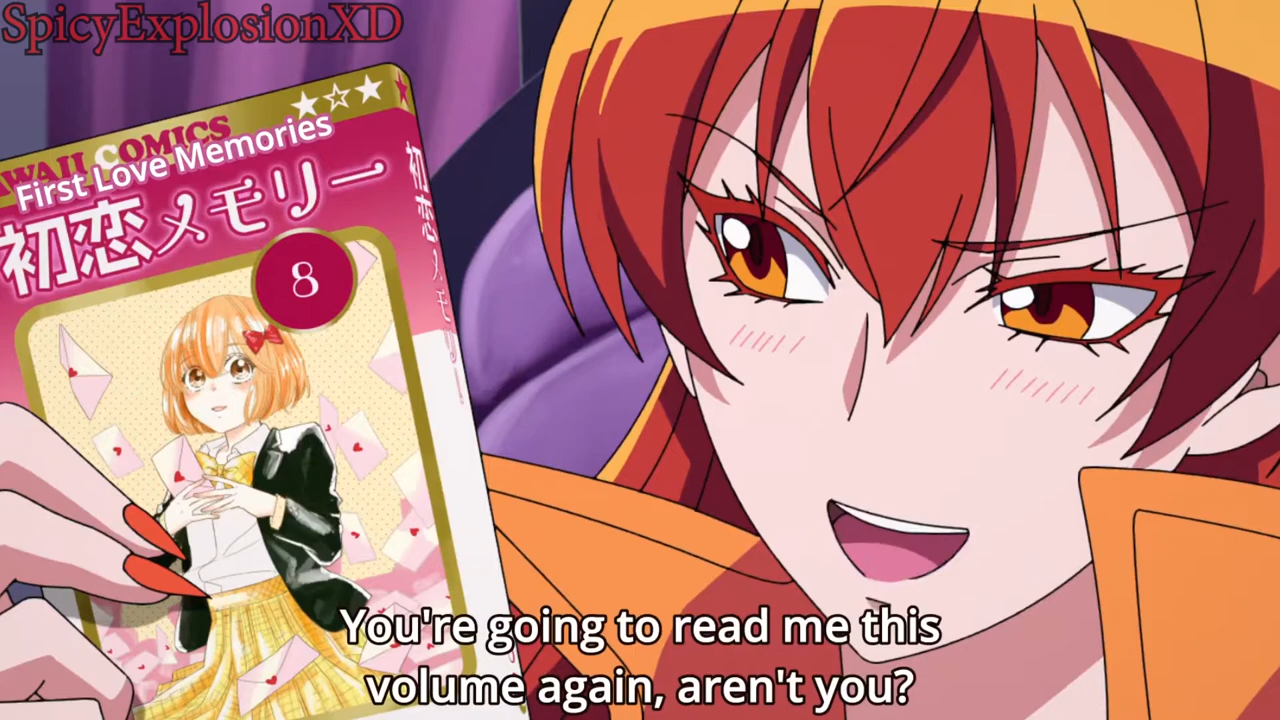 SpicyExplosionXD
WAII COMICS
First Love Memories
初恋メモリー
8
初恋メモリー
You're going to read me this
volume again, aren't you?